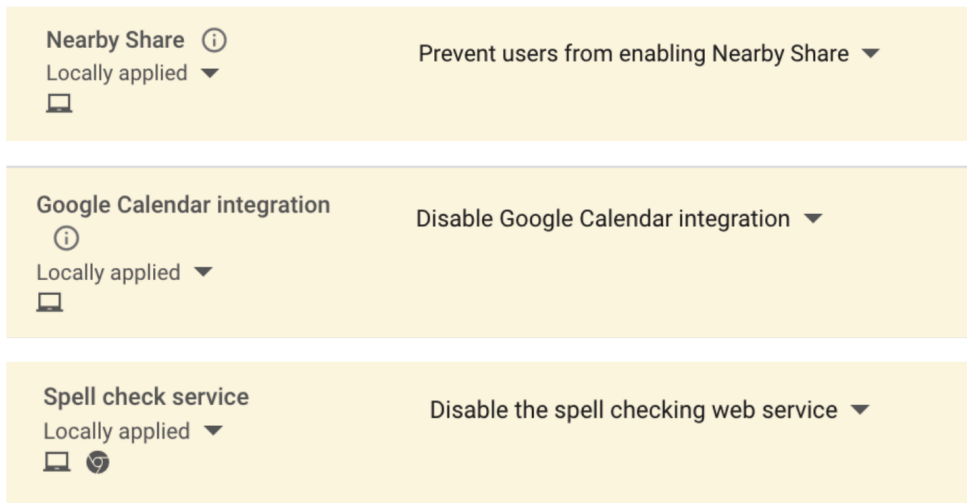 Nearby Share
Prevent users from enabling Nearby Share
Locally applied
Google Calendar integration
Disable Google Calendar integration
Locally applied
Spell check service
Disable the spell checking web service
Locally applied